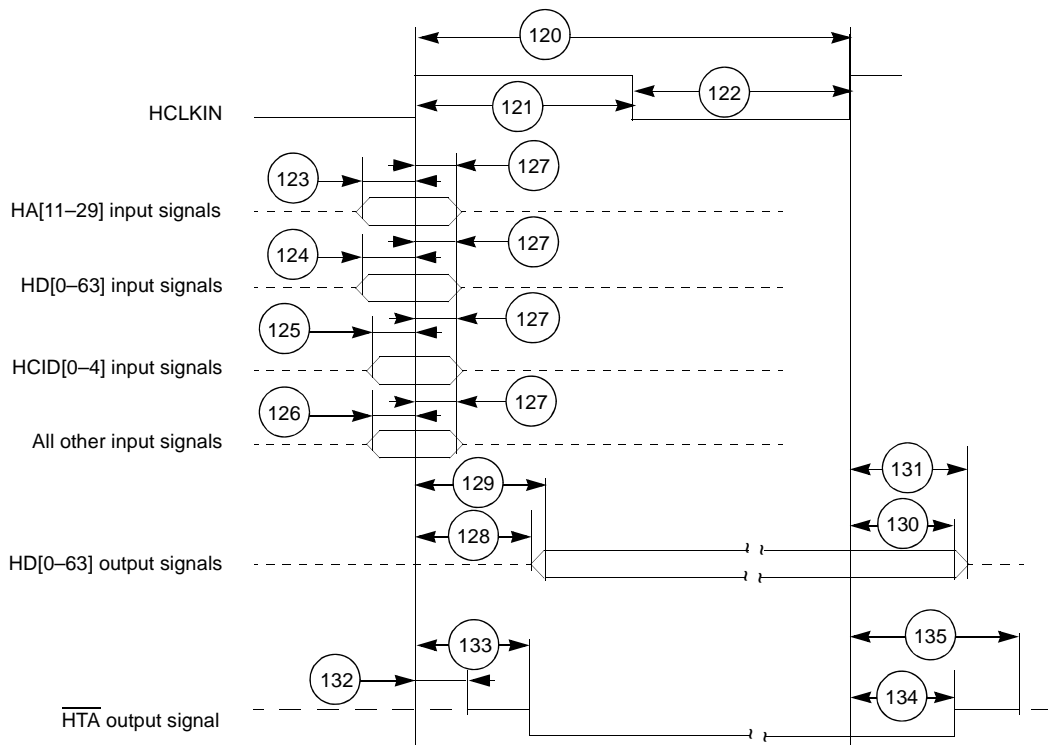 120
HCLKIN
121
122
123
127
HA[11–29] input signals
124
127
HD[0–63] input signals
125
127
HCID[0–4] input signals
126
127
All other input signals
129
131
128
130
HD[0–63] output signals
133
135
132
134
HTA output signal